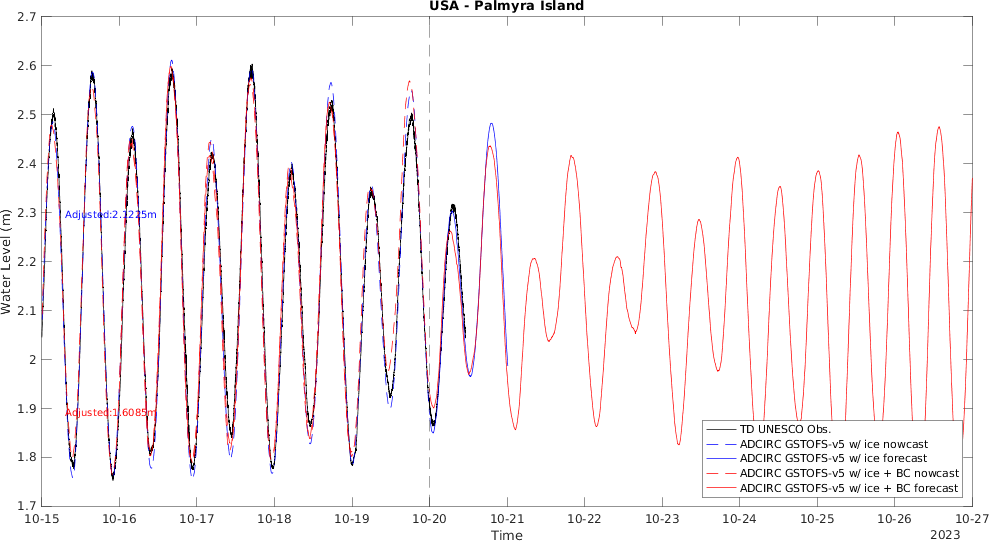 USA - Palmyra Island
2.7
2.6
2.5
2.4
2.3
2.2
2.1
2
1.9
1.8
1.7
Water Level (m)
Adjusted:2.1225m
Adjusted:1.6085m
TD UNESCO Obs.
ADCIRC GSTOFS-v5 w/ ice nowcast
ADCIRC GSTOFS-v5 w/ ice forecast
ADCIRC GSTOFS-v5 w/ ice + BC nowcast
ADCIRC GSTOFS-v5 w/ ice + BC forecast
10-15 10-16 10-17 10-18 10-19 10-20 10-21 10-22 10-23 10-24 10-25 10-26 10-27
Time
2023